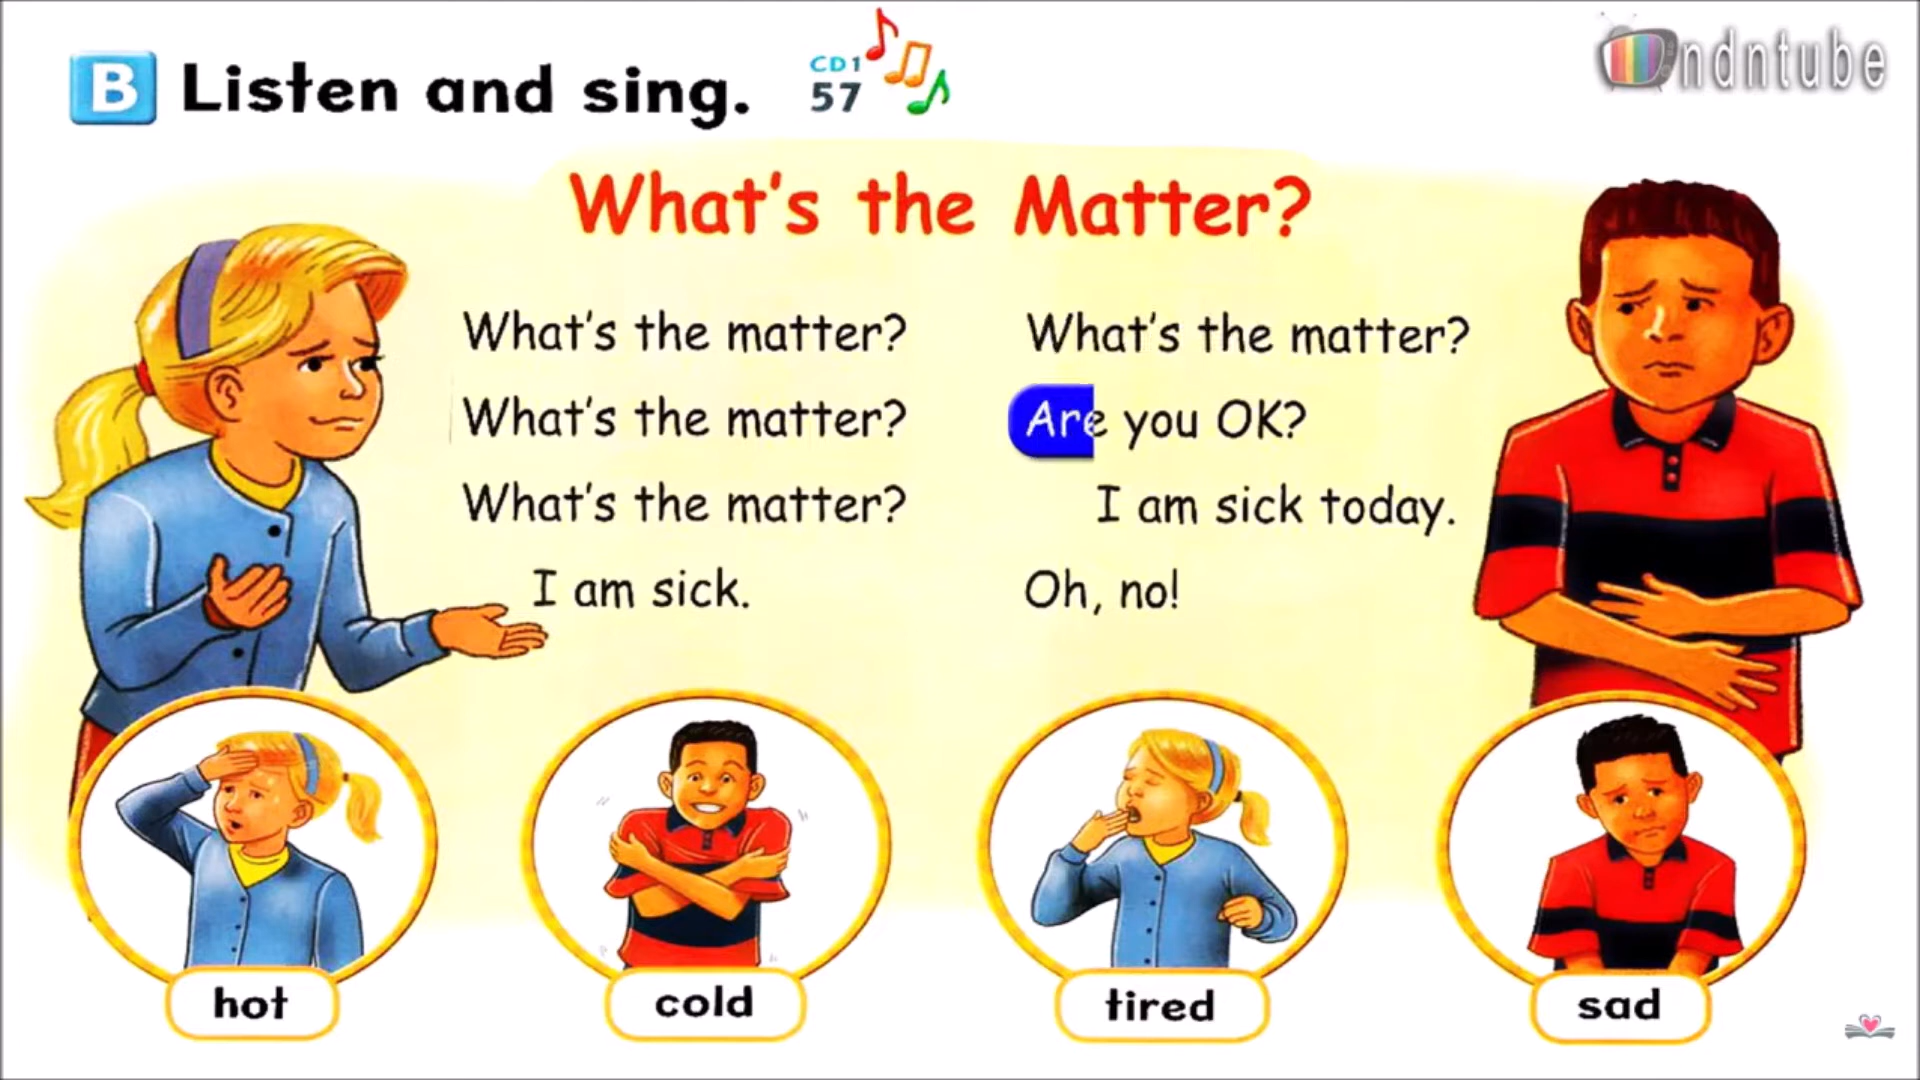 B Listen and sing. CD1 57
ndntube
What's the Matter?
What's the matter?
What's the matter?
What's the matter?
I am sick.
What's the matter?
Are you OK?
I am sick today.
Oh, no!
hot
cold
tired
sad